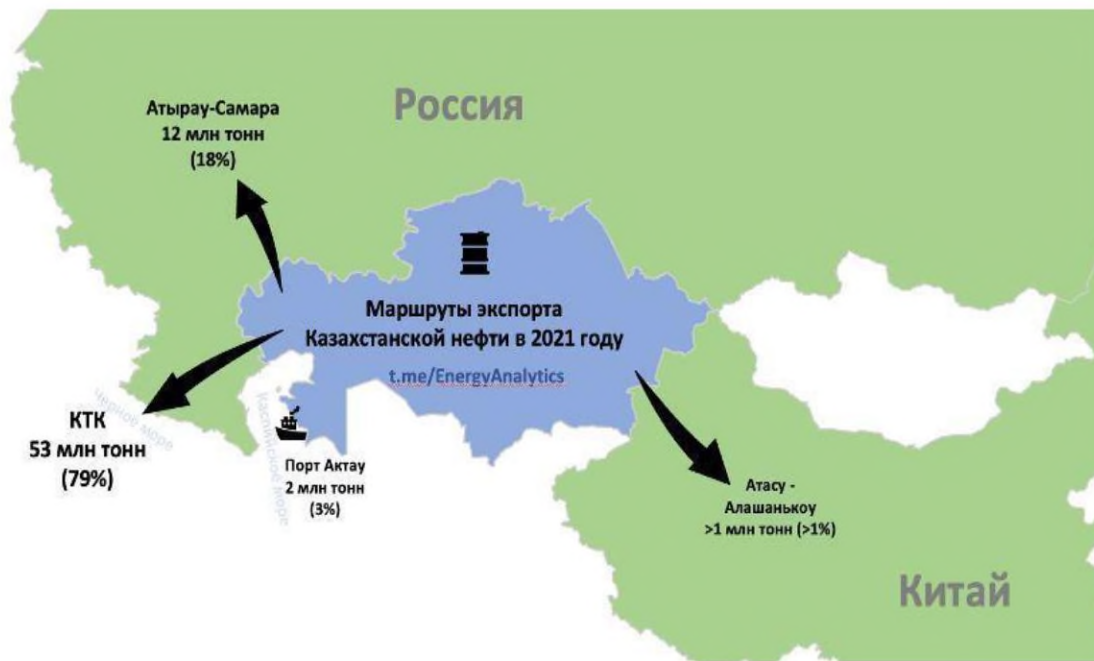 Россия
Атырау-Самара
12 млн тонн
(18%)
Маршруты экспорта
Казахстанской нефти в 2021 году
t.me/EnergyAnalytics
Черное море
КТК
53 млн тонн
(79%)
Каспийское море
Порт Актау
2 млн тонн
(3%)
Атасу -
Алашанькоу
>1 млн тонн (>1%)
Китай